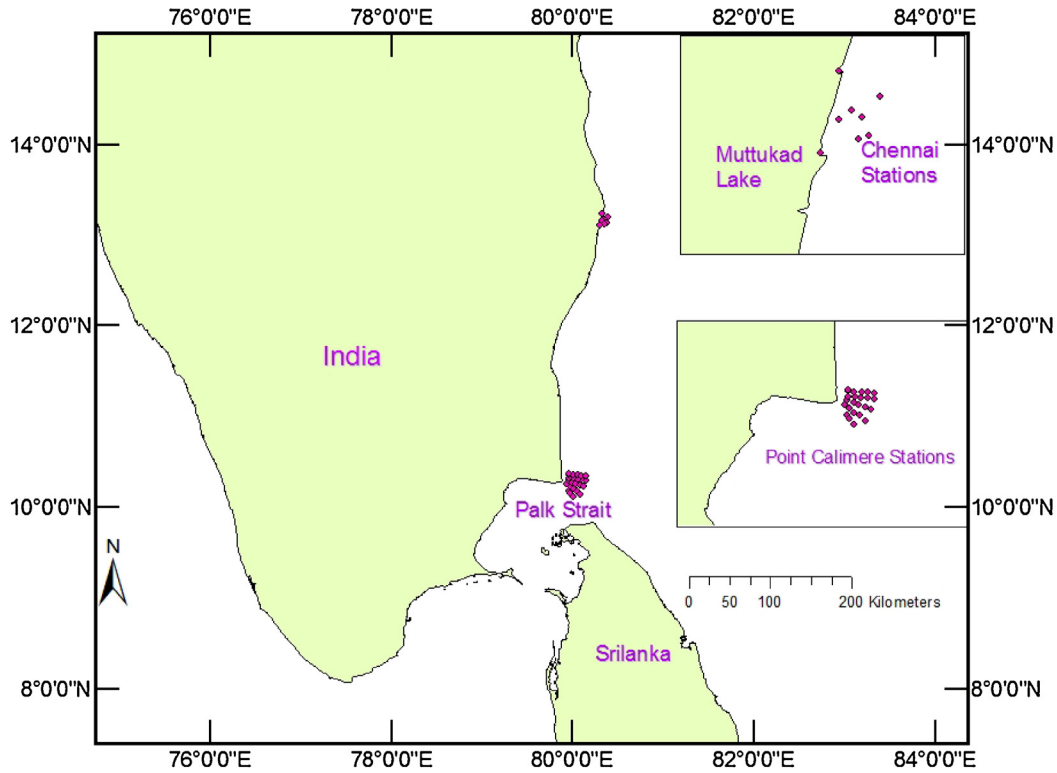 76°0'0"E 78°0'0"E 80°0'0"E 82°0'0"E 84°0'0"E
14°0'0"N 14°0'0"N
Muttukad
Lake
Chennai
Stations
12°0'0"N 12°0'0"N
India
Point Calimere Stations
10°0'0"N 10°0'0"N
Palk Strait
N
0 50 100 200 Kilometers
Srilanka
8°0'0"N 8°0'0"N
76°0'0"E 78°0'0"E 80°0'0"E 82°0'0"E 84°0'0"E